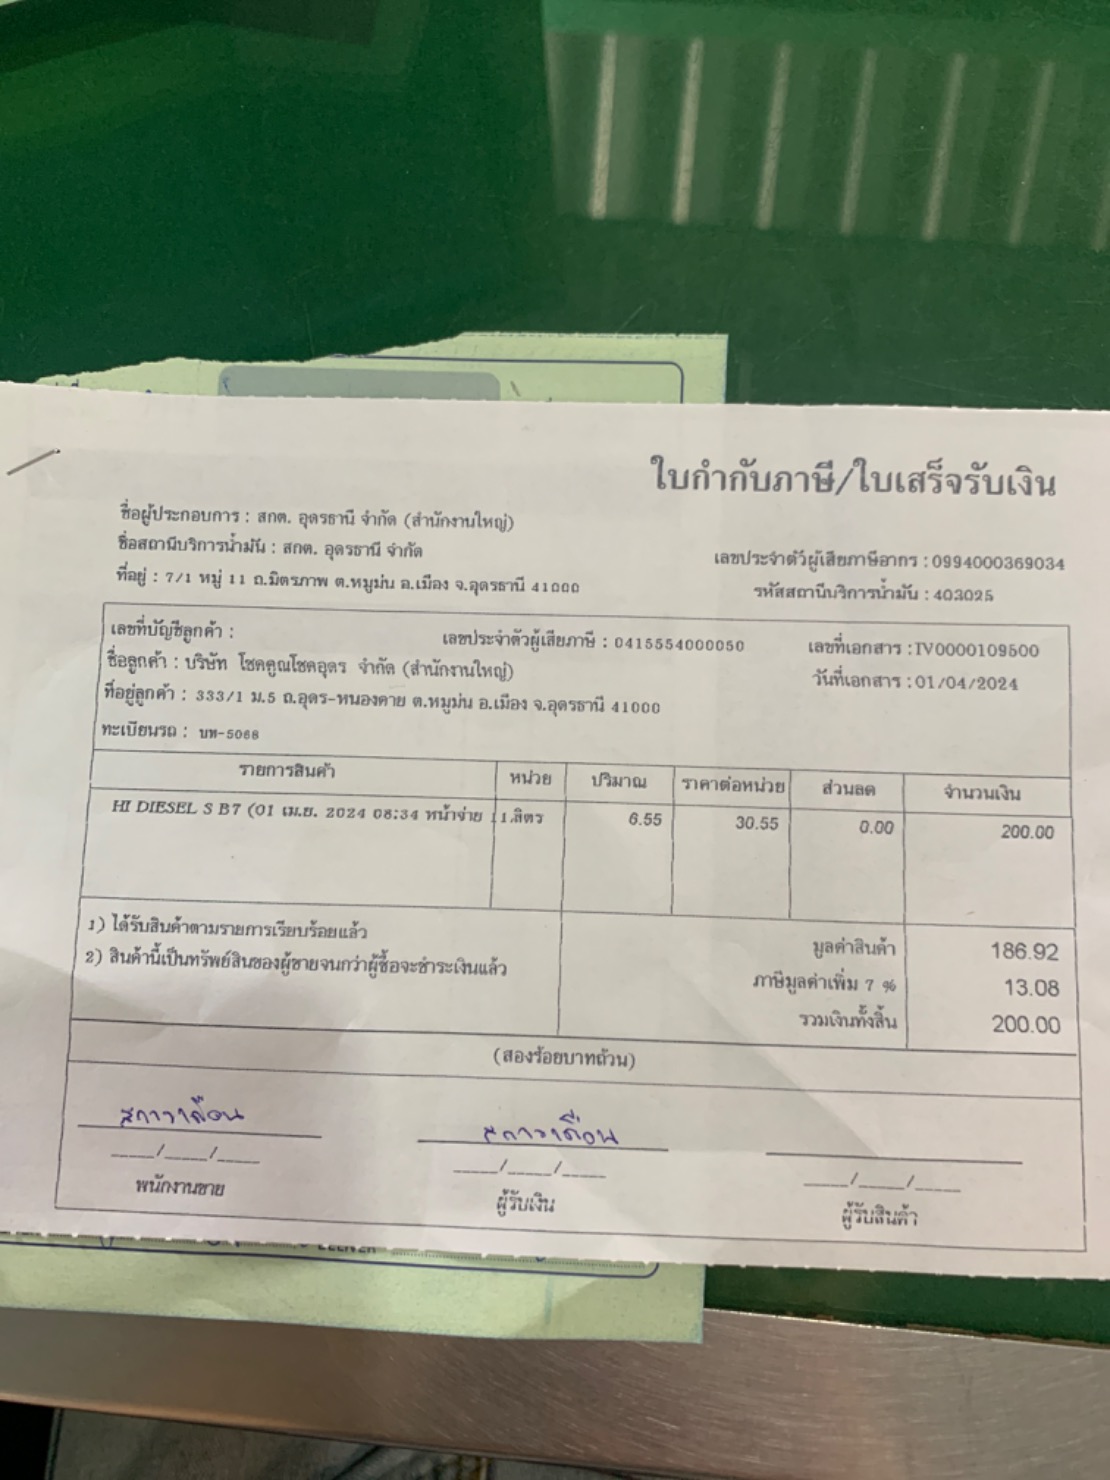 ใบกำกับภาษี/ใบเสร็จรับเงิน
ชื่อผู้ประกอบการ : สกต. อุดรธานี จำกัด (สำนักงานใหญ่)
ชื่อสถานีบริการน้ำมัน : สกต. อุดรธานี จำกัด
เลขประจำตัวผู้เสียภาษีอากร : 0994000369034
ที่อยู่ : 7/1 หมู่ 11 ถ.มิตรภาพ ต.หมูม่น อ.เมือง จ.อุดรธานี 41000
รหัสสถานีบริการน้ำมัน : 403025
เลขที่บัญชีลูกค้า : เลขประจำตัวผู้เสียภาษี : 0415554000050 เลขที่เอกสาร : IV0000109500
ชื่อลูกค้า : บริษัท โชคคูณโชคอุดร จำกัด (สำนักงานใหญ่) วันที่เอกสาร : 01/04/2024
ที่อยู่ลูกค้า : 333/1 ม.5 ถ.อุดร-หนองคาย ต.หมูม่น อ.เมือง จ.อุดรธานี 41000
ทะเบียนรถ : บห-5068
รายการสินค้า หน่วย ปริมาณ ราคาต่อหน่วย ส่วนลด จำนวนเงิน
HI DIESEL S B7 (01 เม.ย. 2024 08:34 หน้าจ่าย 11.ลิตร 6.55 30.55 0.00 200.00
1) ได้รับสินค้าตามรายการเรียบร้อยแล้ว มูลค่าสินค้า 186.92
2) สินค้านี้เป็นทรัพย์สินของผู้ขายจนกว่าผู้ซื้อจะชำระเงินแล้ว ภาษีมูลค่าเพิ่ม 7 % 13.08
รวมเงินทั้งสิ้น 200.00
(สองร้อยบาทถ้วน)
____/____/____ ____/____/____ ____/____/____
พนักงานขาย ผู้รับเงิน ผู้รับสินค้า